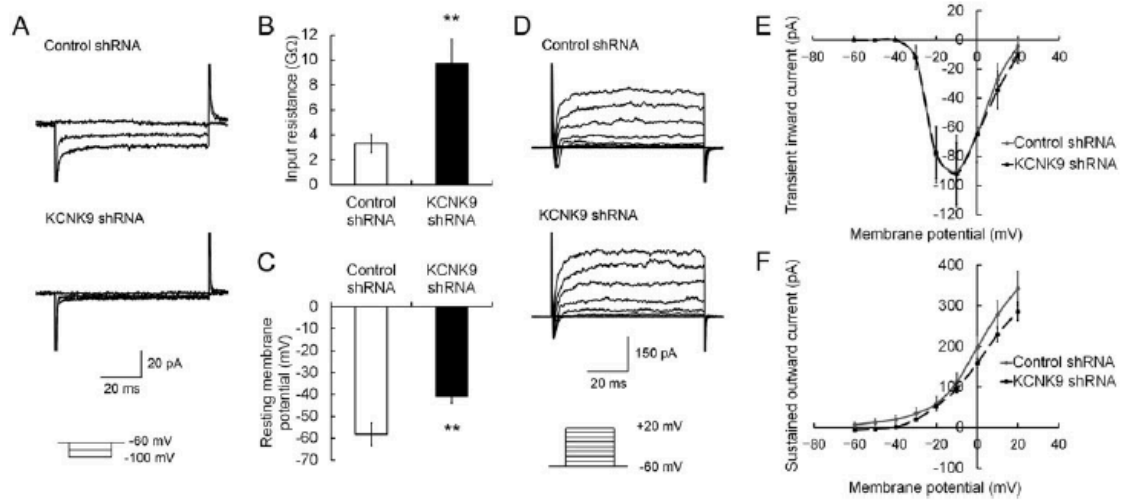 A
Control shRNA
KCNK9 shRNA
20 pA
20 ms
-60 mV
-100 mV
B
**
Input resistance (GΩ)
12
10
8
6
4
2
0
Control
shRNA
KCNK9
shRNA
C
Control
shRNA
KCNK9
shRNA
Resting membrane
potential (mV)
0
-10
-20
-30
-40
-50
-60
-70
**
D
Control shRNA
KCNK9 shRNA
150 pA
20 ms
+20 mV
-60 mV
E
Transient inward current (pA)
20
0
-20
-40
-60
-80
-100
-120
-80
-60
-40
-20
0
20
40
Control shRNA
KCNK9 shRNA
Membrane potential (mV)
F
Sustained outward current (pA)
400
300
200
100
0
-100
-80
-60
-40
-20
0
20
40
Control shRNA
KCNK9 shRNA
Membrane potential (mV)